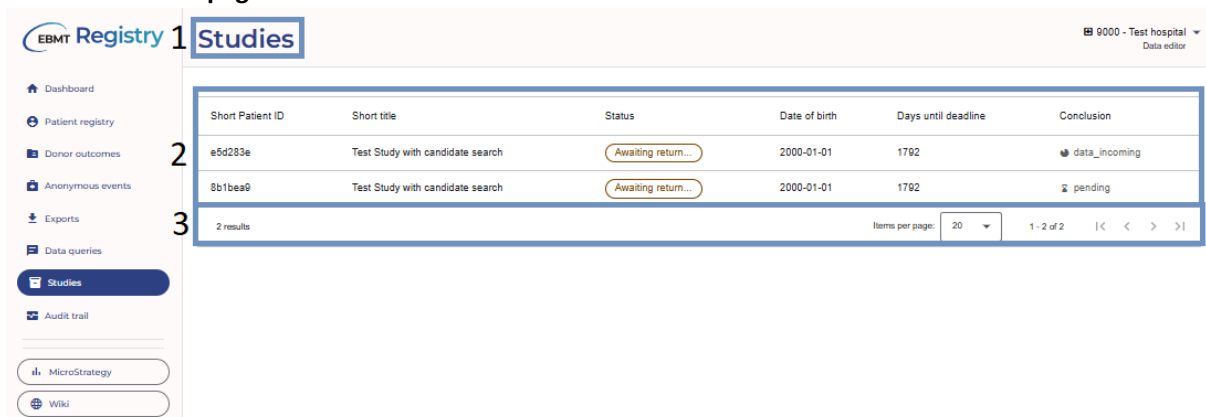 EBMT Registry
1 Studies
9000 - Test hospital
Data editor
Dashboard
Patient registry
Donor outcomes
Anonymous events
Exports
Data queries
Studies
Audit trail
MicroStrategy
Wiki
Short Patient ID Short title Status Date of birth Days until deadline Conclusion
2 e5d283e Test Study with candidate search Awaiting return... 2000-01-01 1792 data_incoming
8b1bea9 Test Study with candidate search Awaiting return... 2000-01-01 1792 pending
3 2 results Items per page: 20 1 - 2 of 2